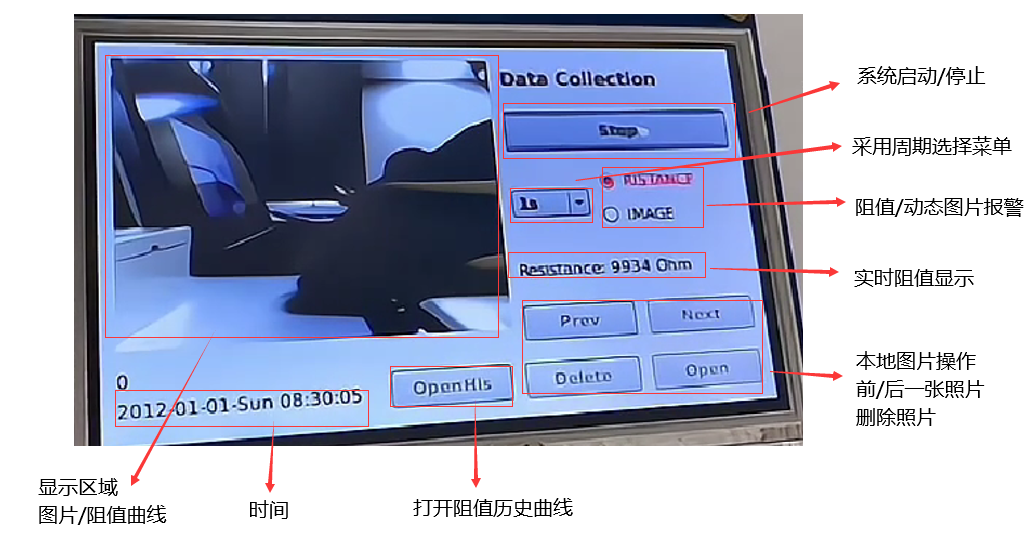 Data Collection
系统启动/停止
Stop
采用周期选择菜单
RISTANCE
1s
阻值/动态图片报警
IMAGE
Resistance: 9934 Ohm
实时阻值显示
Prev
Next
本地图片操作
前/后一张照片
删除照片
Delete
Open
0
OpenHis
2012-01-01-Sun 08:30:05
显示区域
图片/阻值曲线
时间
打开阻值历史曲线